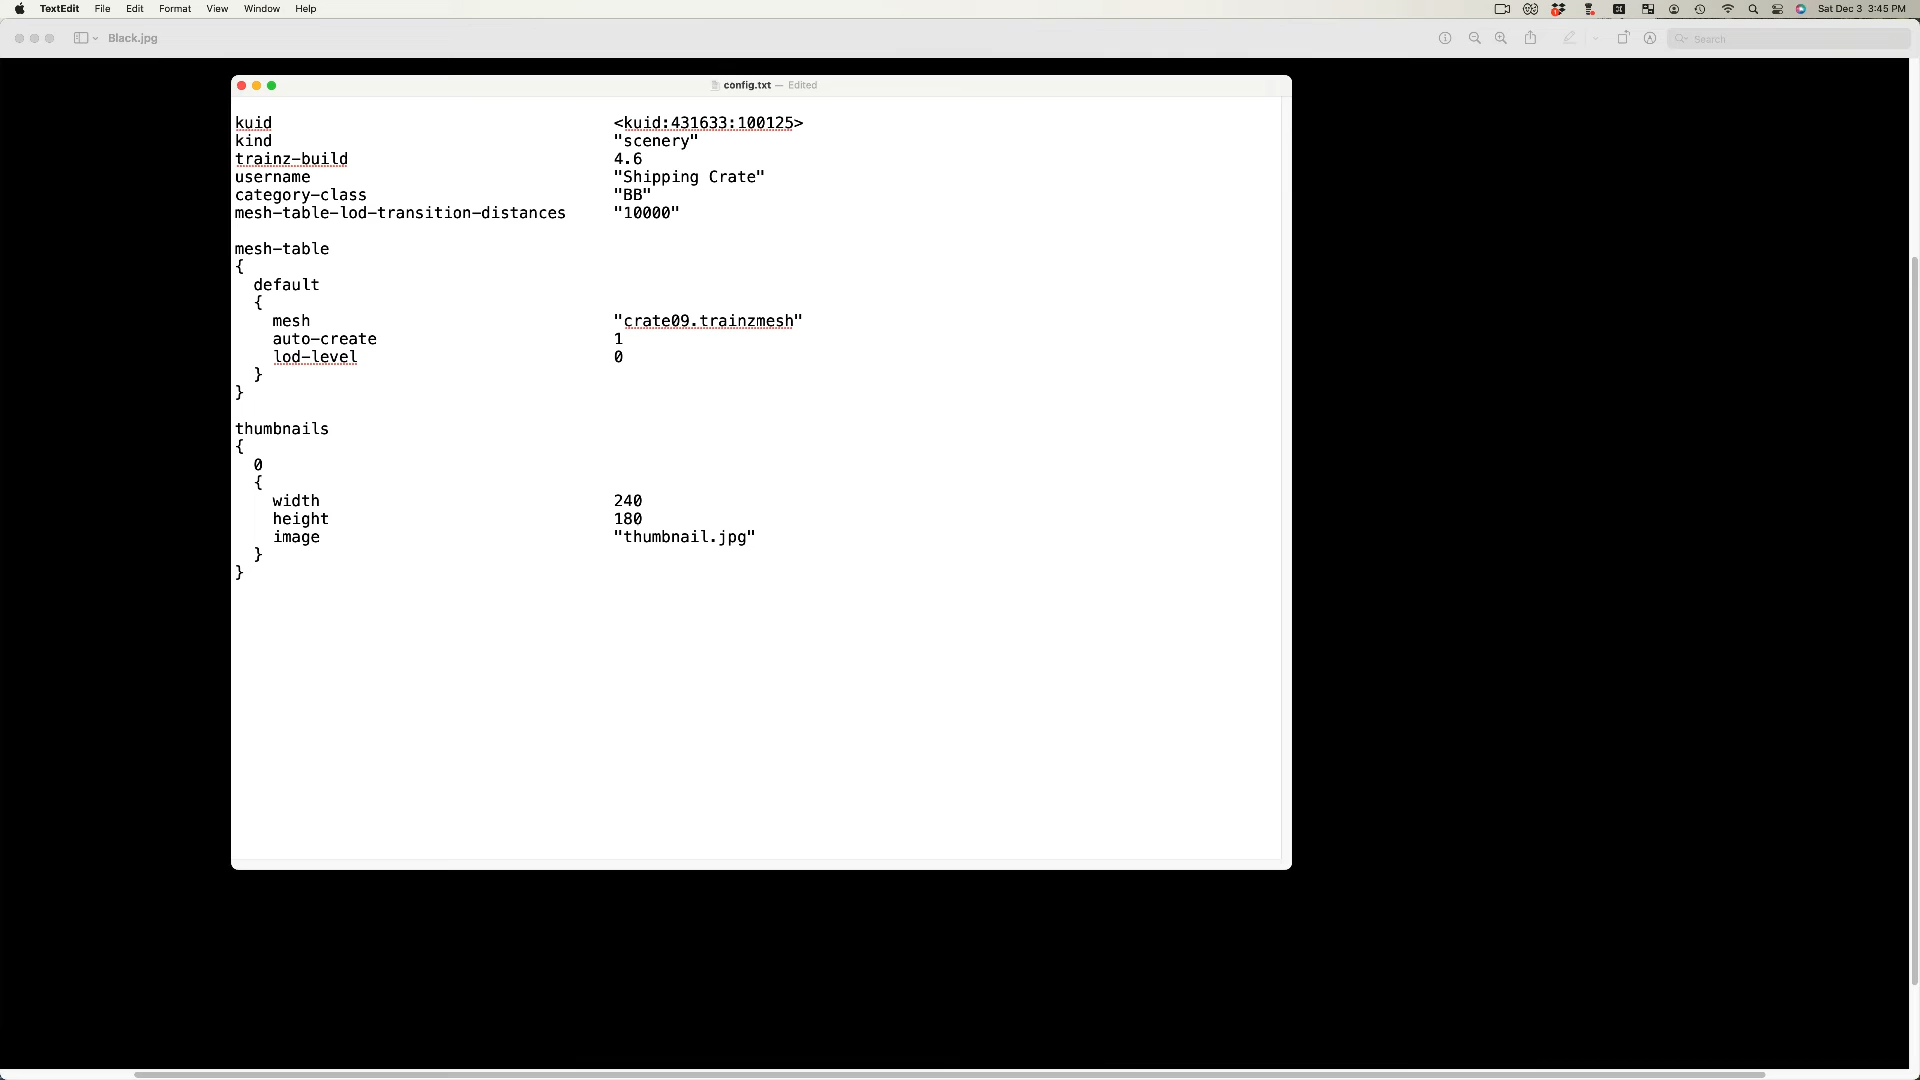 TextEdit File Edit Format View Window Help Sat Dec 3 3:45 PM
Black.jpg Search
config.txt — Edited
kuid <kuid:431633:100125>
kind "scenery"
trainz-build 4.6
username "Shipping Crate"
category-class "BB"
mesh-table-lod-transition-distances "10000"
mesh-table
{
default
{
mesh "crate09.trainzmesh"
auto-create 1
lod-level 0
}
}
thumbnails
{
0
{
width 240
height 180
image "thumbnail.jpg"
}
}